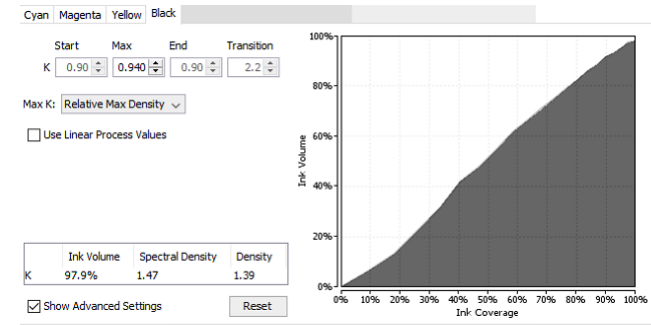 Cyan Magenta Yellow Black
Start Max End Transition
K 0.90 0.940 0.90 2.2
Max K: Relative Max Density
Use Linear Process Values
Ink Volume Spectral Density Density
K 97.9% 1.47 1.39
Show Advanced Settings Reset
100%
80%
60%
40%
20%
0%
Ink Volume
0% 10% 20% 30% 40% 50% 60% 70% 80% 90% 100%
Ink Coverage